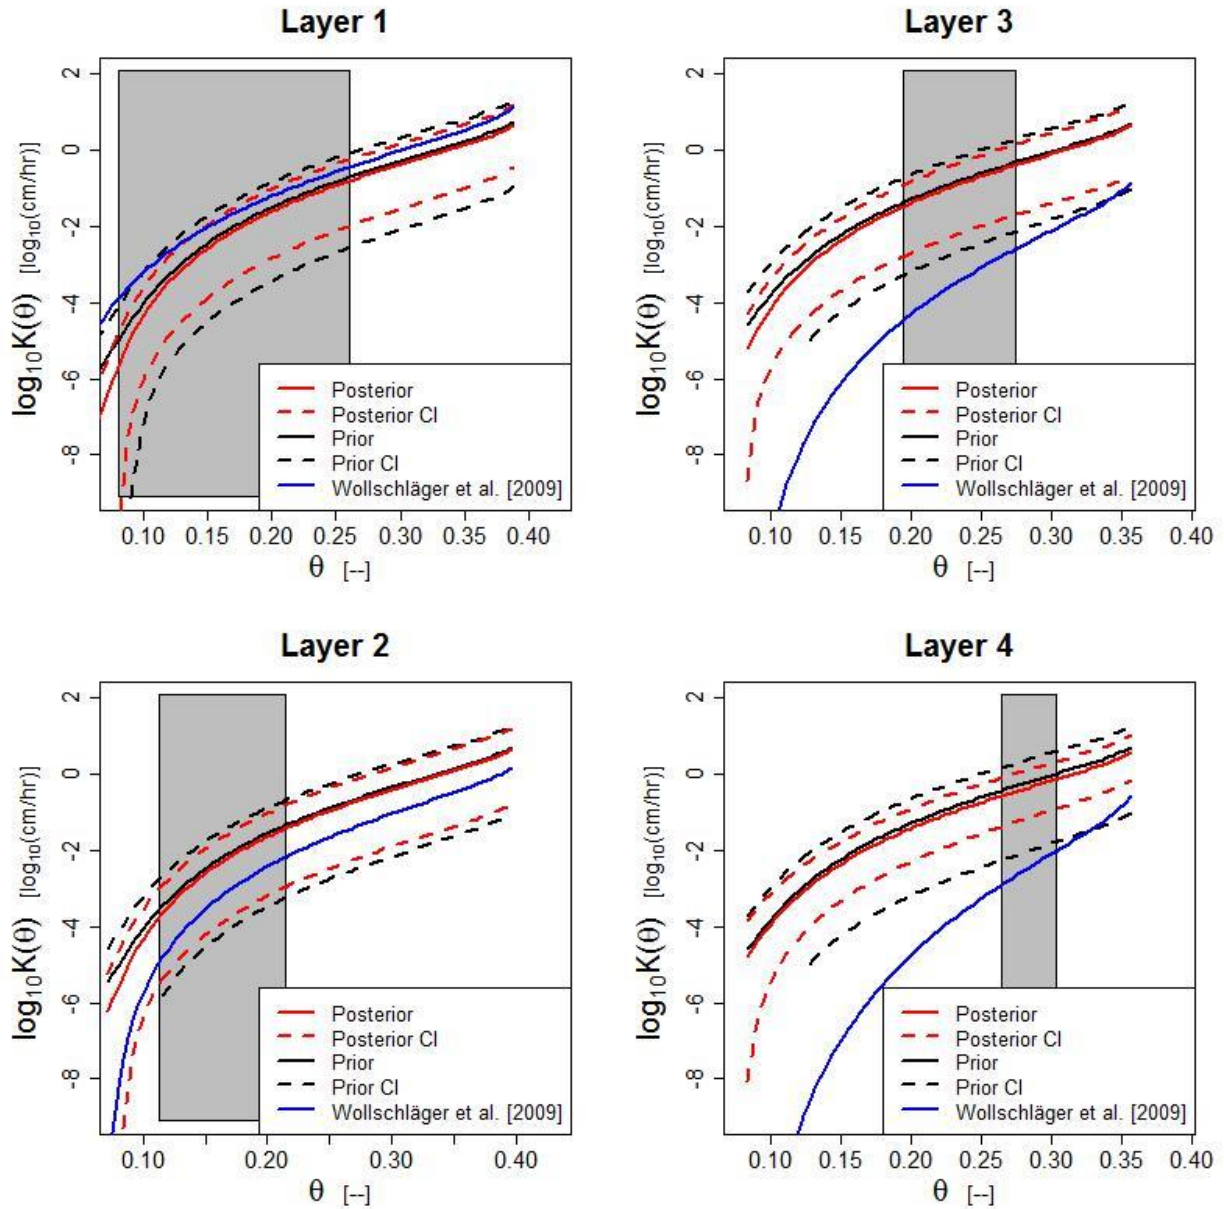 Layer 1
log₁₀K(θ) [log₁₀(cm/hr)]
2
0
-2
-4
-6
-8
Posterior
Posterior CI
Prior
Prior CI
Wollschläger et al. [2009]
0.10 0.15 0.20 0.25 0.30 0.35 0.40
θ [--]
Layer 3
log₁₀K(θ) [log₁₀(cm/hr)]
2
0
-2
-4
-6
-8
Posterior
Posterior CI
Prior
Prior CI
Wollschläger et al. [2009]
0.10 0.15 0.20 0.25 0.30 0.35 0.40
θ [--]
Layer 2
log₁₀K(θ) [log₁₀(cm/hr)]
2
0
-2
-4
-6
-8
Posterior
Posterior CI
Prior
Prior CI
Wollschläger et al. [2009]
0.10 0.20 0.30 0.40
θ [--]
Layer 4
log₁₀K(θ) [log₁₀(cm/hr)]
2
0
-2
-4
-6
-8
Posterior
Posterior CI
Prior
Prior CI
Wollschläger et al. [2009]
0.10 0.15 0.20 0.25 0.30 0.35 0.40
θ [--]